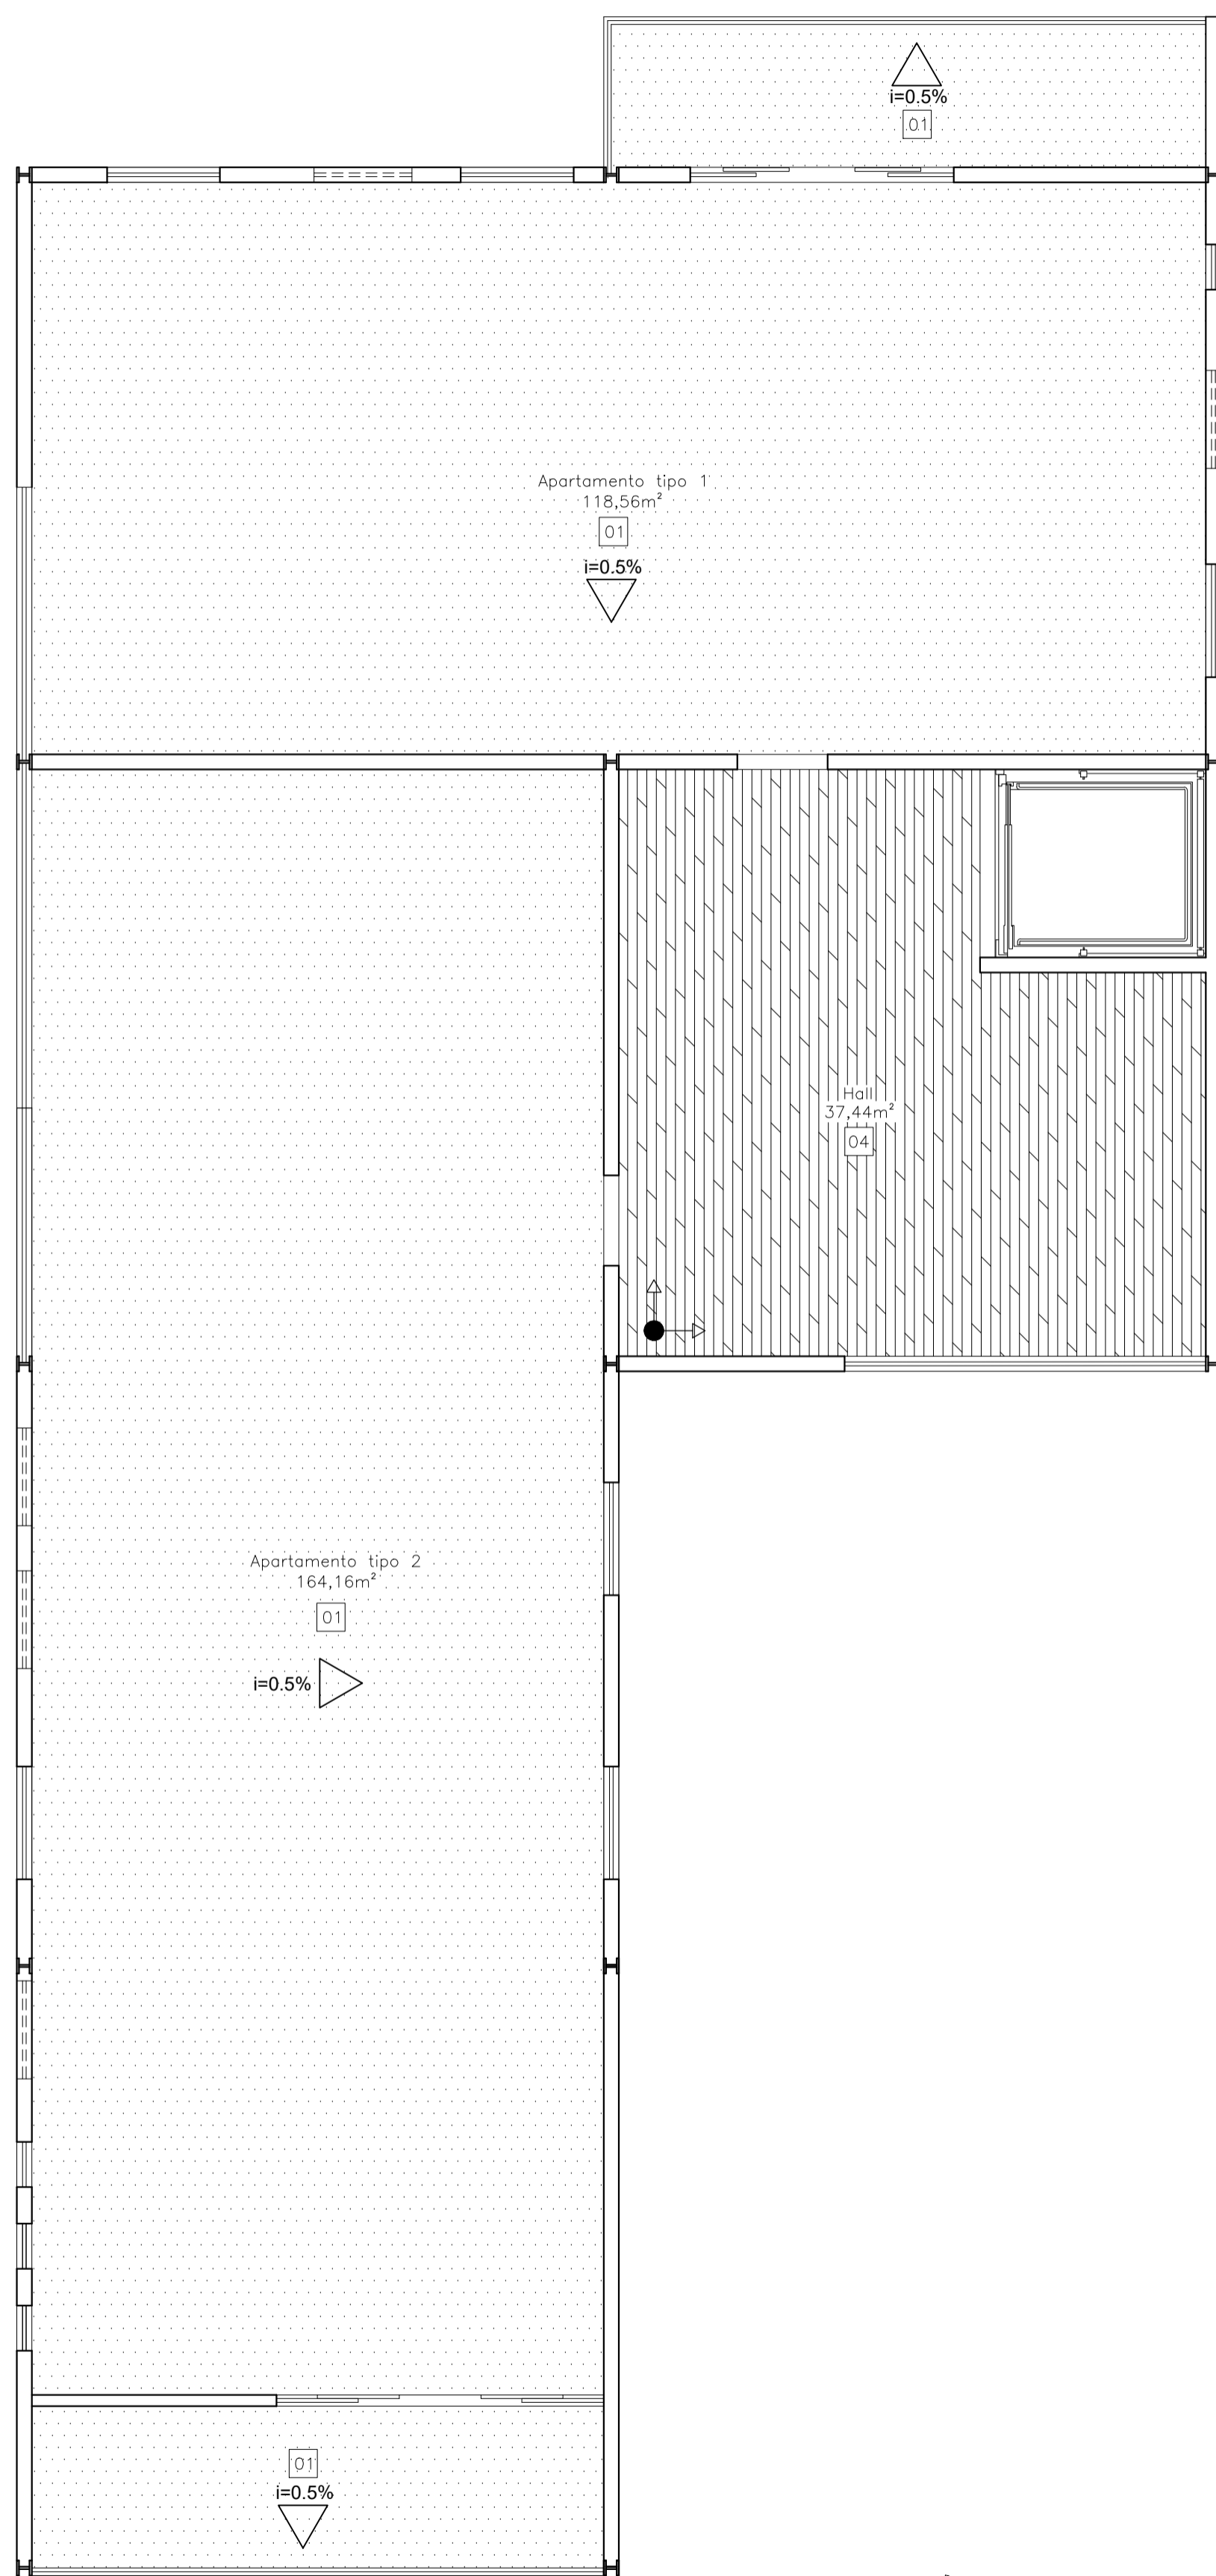 i=0.5%
01
Apartamento tipo 1
118,56m²
01
i=0.5%
Hall
37,44m²
04
Apartamento tipo 2
164,16m²
01
i=0.5%
01
i=0.5%